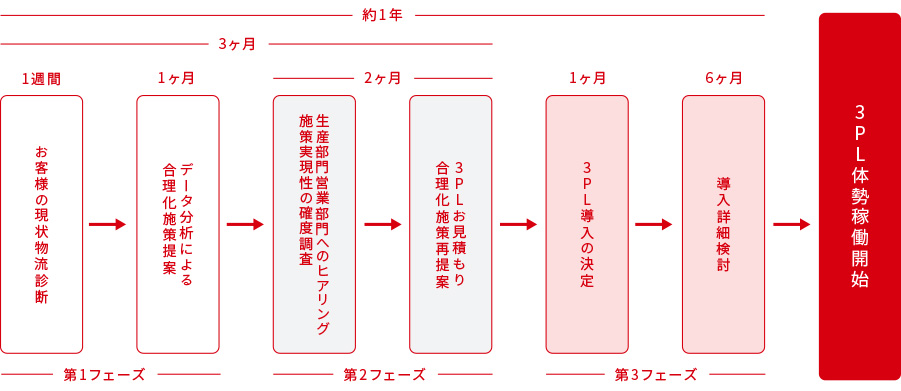 約1年
3ヶ月
1週間
1ヶ月
2ヶ月
1ヶ月
6ヶ月
お客様の現状物流診断
データ分析による
合理化施策提案
生産部門営業部門へのヒアリング
施策実現性の確度調査
3PLお見積もり
合理化施策再提案
3PL導入の決定
導入詳細検討
3PL体勢稼働開始
第1フェーズ
第2フェーズ
第3フェーズ